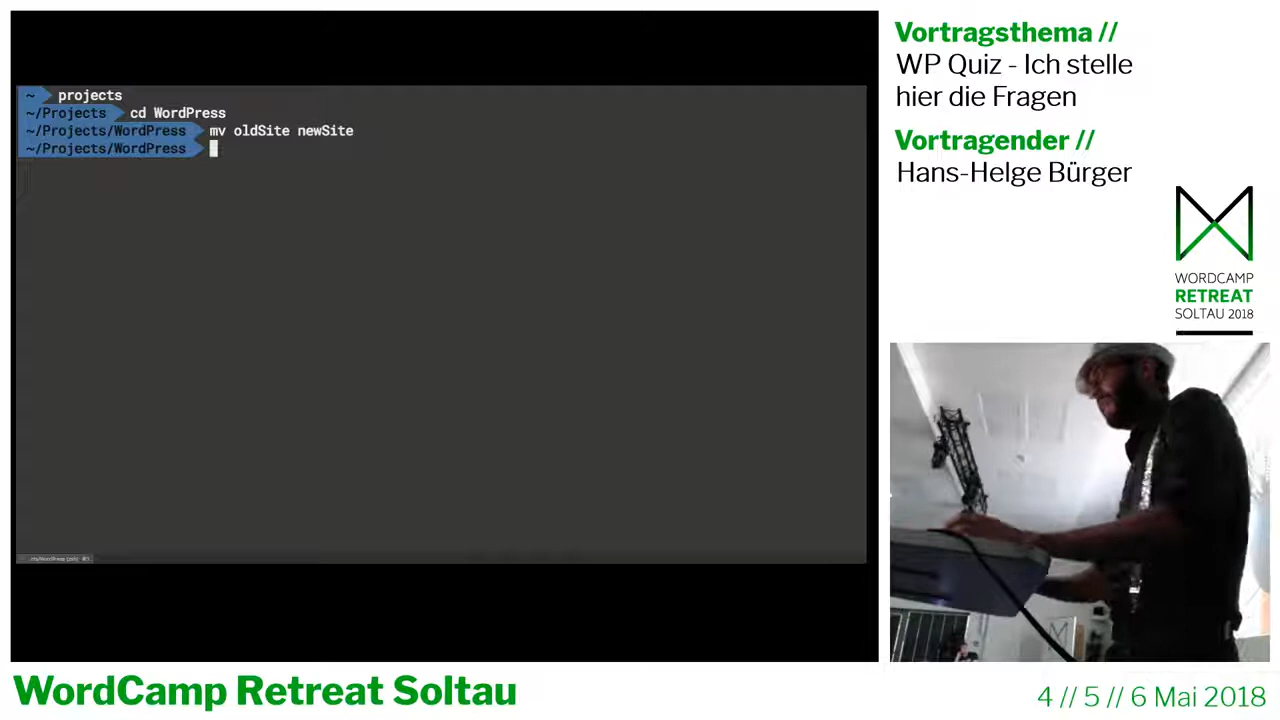 ~ projects
~/Projects cd WordPress
~/Projects/WordPress mv oldSite newSite
~/Projects/WordPress
Vortragsthema //
WP Quiz - Ich stelle
hier die Fragen
Vortragender //
Hans-Helge Bürger
WORDCAMP
RETREAT
SOLTAU 2018
WordCamp Retreat Soltau
4 // 5 // 6 Mai 2018